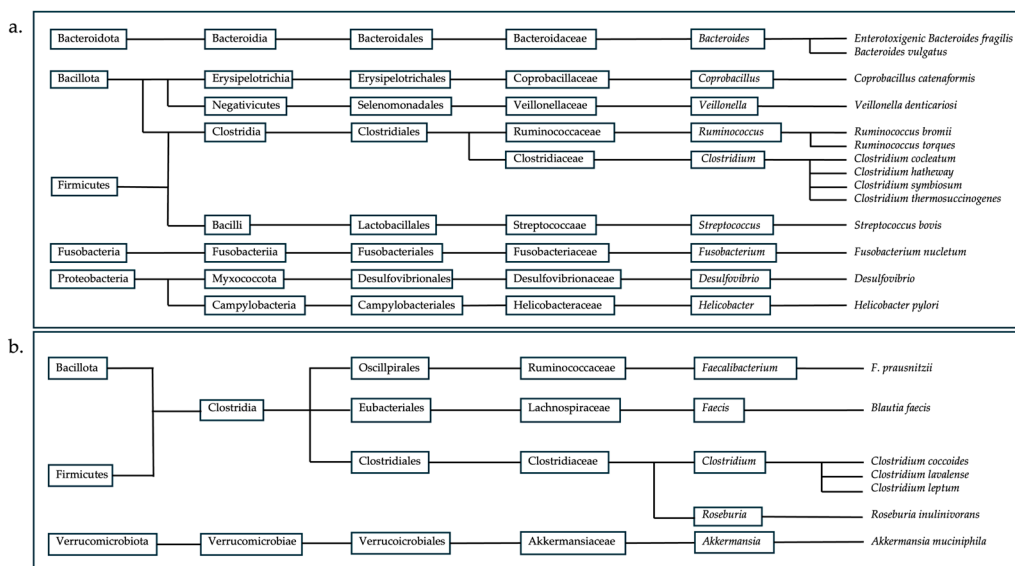 a.
Bacteroidota Bacteroidia Bacteroidales Bacteroidaceae Bacteroides Enterotoxigenic Bacteroides fragilis
Bacteroides vulgatus
Bacillota Erysipelotrichia Erysipelotrichales Coprobacillaceae Coprobacillus Coprobacillus catenaformis
Negativicutes Selenomonadales Veillonellaceae Veillonella Veillonella denticariosi
Clostridia Clostridiales Ruminococcaceae Ruminococcus Ruminococcus bromii
Ruminococcus torques
Clostridiaceae Clostridium Clostridium cocleatum
Clostridium hatheway
Firmicutes Clostridium symbiosum
Clostridium thermosuccinogenes
Bacilli Lactobacillales Streptococcaae Streptococcus Streptococcus bovis
Fusobacteria Fusobacteriia Fusobacteriales Fusobacteriaceae Fusobacterium Fusobacterium nucletum
Proteobacteria Myxococcota Desulfovibrionales Desulfovibrionaceae Desulfovibrio Desulfovibrio
Campylobacteria Campylobacteriales Helicobacteraceae Helicobacter Helicobacter pylori
b.
Bacillota Oscillpirales Ruminococcaceae Faecalibacterium F. prausnitzii
Clostridia Eubacteriales Lachnospiraceae Faecis Blautia faecis
Clostridiales Clostridiaceae Clostridium Clostridium coccoides
Firmicutes Clostridium lavalense
Clostridium leptum
Roseburia Roseburia inulinivorans
Verrucomicrobiota Verrucomicrobiae Verrucoicrobiales Akkermansiaceae Akkermansia Akkermansia muciniphila